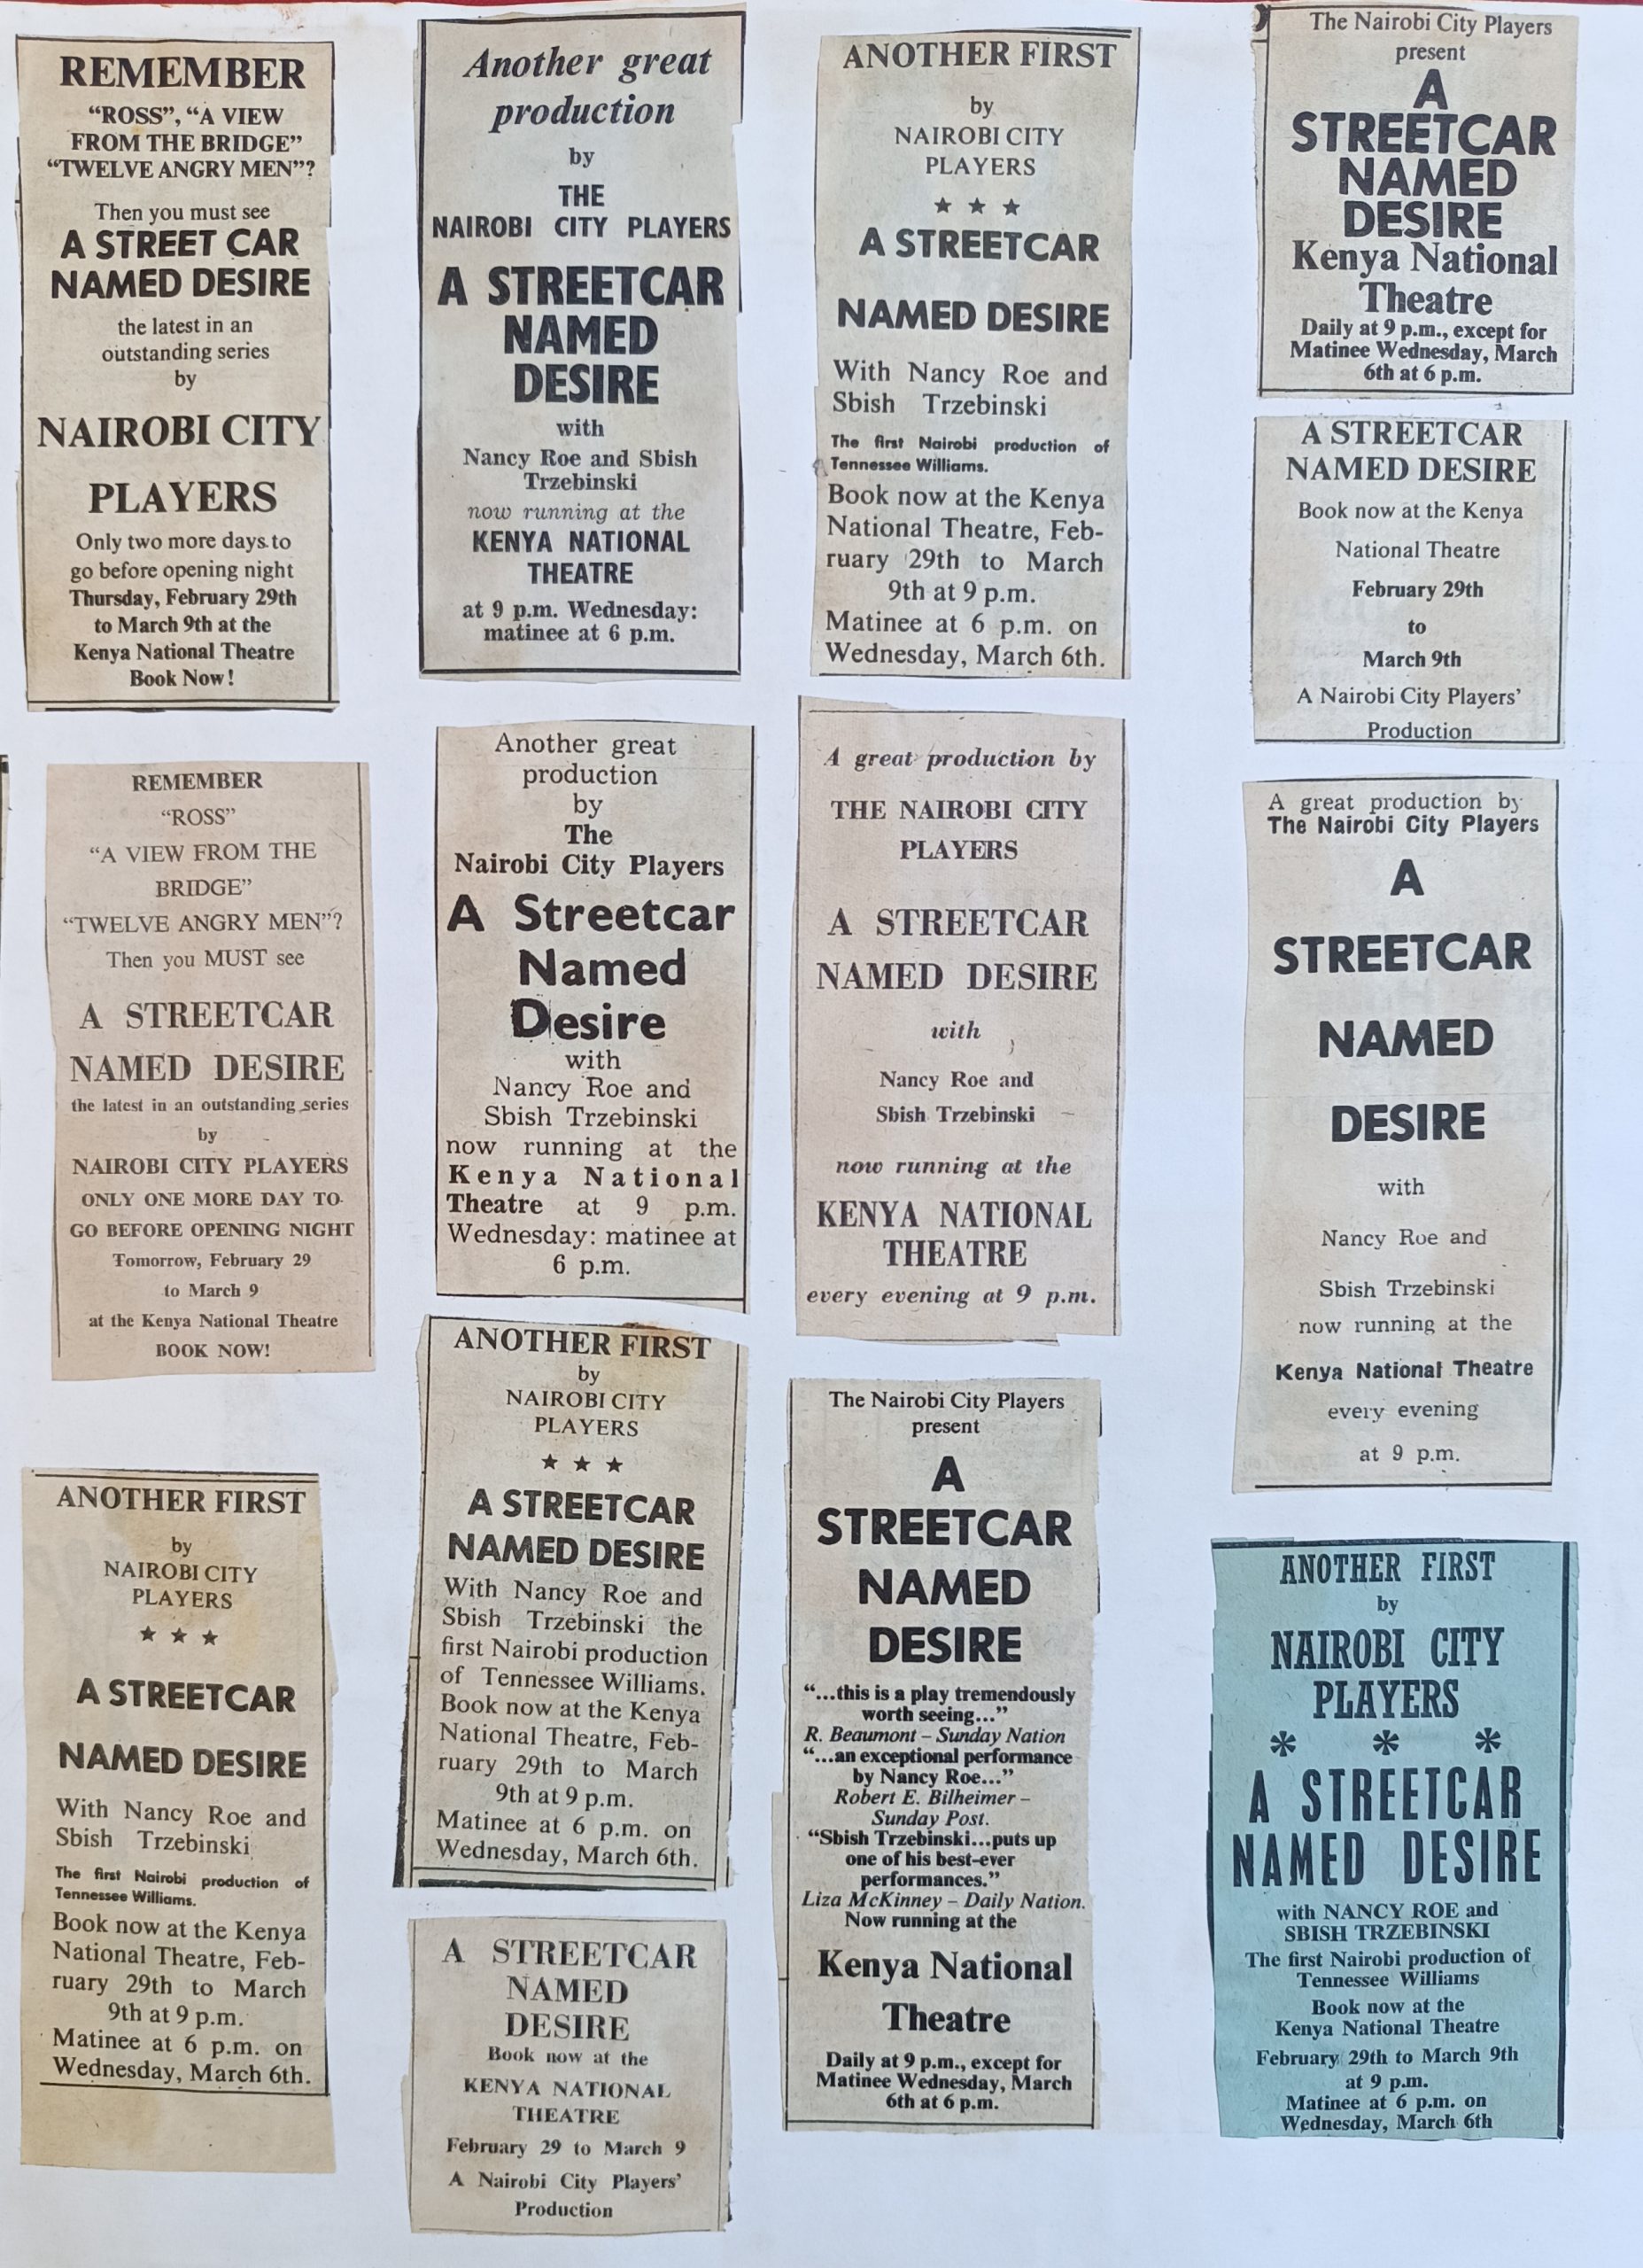 REMEMBER
"ROSS", "A VIEW
FROM THE BRIDGE"
"TWELVE ANGRY MEN"?
Then you must see
A STREET CAR
NAMED DESIRE
the latest in an
outstanding series
by
NAIROBI CITY
PLAYERS
Only two more days to
go before opening night
Thursday, February 29th
to March 9th at the
Kenya National Theatre
Book Now!
REMEMBER
"ROSS"
"A VIEW FROM THE
BRIDGE"
"TWELVE ANGRY MEN"?
Then you MUST see
A STREETCAR
NAMED DESIRE
the latest in an outstanding series
by
NAIROBI CITY PLAYERS
ONLY ONE MORE DAY TO
GO BEFORE OPENING NIGHT
Tomorrow, February 29
to March 9
at the Kenya National Theatre
BOOK NOW!
ANOTHER FIRST
by
NAIROBI CITY
PLAYERS
★ ★ ★
A STREETCAR
NAMED DESIRE
With Nancy Roe and
Sbish Trzebinski
The first Nairobi production of
Tennessee Williams.
Book now at the Kenya
National Theatre, Feb-
ruary 29th to March
9th at 9 p.m.
Matinee at 6 p.m. on
Wednesday, March 6th.
Another great
production
by
THE
NAIROBI CITY PLAYERS
A STREETCAR
NAMED
DESIRE
with
Nancy Roe and Sbish
Trzebinski
now running at the
KENYA NATIONAL
THEATRE
at 9 p.m. Wednesday:
matinee at 6 p.m.
Another great
production
by
The
Nairobi City Players
A Streetcar
Named
Desire
with
Nancy Roe and
Sbish Trzebinski
now running at the
Kenya National
Theatre at 9 p.m.
Wednesday: matinee at
6 p.m.
ANOTHER FIRST
by
NAIROBI CITY
PLAYERS
★ ★ ★
A STREETCAR
NAMED DESIRE
With Nancy Roe and
Sbish Trzebinski the
first Nairobi production
of Tennessee Williams.
Book now at the Kenya
National Theatre, Feb-
ruary 29th to March
9th at 9 p.m.
Matinee at 6 p.m. on
Wednesday, March 6th.
A STREETCAR
NAMED
DESIRE
Book now at the
KENYA NATIONAL
THEATRE
February 29 to March 9
A Nairobi City Players'
Production
ANOTHER FIRST
by
NAIROBI CITY
PLAYERS
★ ★ ★
A STREETCAR
NAMED DESIRE
With Nancy Roe and
Sbish Trzebinski
The first Nairobi production of
Tennessee Williams.
Book now at the Kenya
National Theatre, Feb-
ruary 29th to March
9th at 9 p.m.
Matinee at 6 p.m. on
Wednesday, March 6th.
A great production by
THE NAIROBI CITY
PLAYERS
A STREETCAR
NAMED DESIRE
with
Nancy Roe and
Sbish Trzebinski
now running at the
KENYA NATIONAL
THEATRE
every evening at 9 p.m.
The Nairobi City Players
present
A
STREETCAR
NAMED
DESIRE
"...this is a play tremendously
worth seeing..."
R. Beaumont – Sunday Nation
"...an exceptional performance
by Nancy Roe..."
Robert E. Bilheimer –
Sunday Post.
"Sbish Trzebinski...puts up
one of his best-ever
performances."
Liza McKinney – Daily Nation.
Now running at the
Kenya National
Theatre
Daily at 9 p.m., except for
Matinee Wednesday, March
6th at 6 p.m.
The Nairobi City Players
present
A
STREETCAR
NAMED
DESIRE
Kenya National
Theatre
Daily at 9 p.m., except for
Matinee Wednesday, March
6th at 6 p.m.
A STREETCAR
NAMED DESIRE
Book now at the Kenya
National Theatre
February 29th
to
March 9th
A Nairobi City Players'
Production
A great production by
The Nairobi City Players
A
STREETCAR
NAMED
DESIRE
with
Nancy Roe and
Sbish Trzebinski
now running at the
Kenya National Theatre
every evening
at 9 p.m.
ANOTHER FIRST
by
NAIROBI CITY
PLAYERS
* * *
A STREETCAR
NAMED DESIRE
with NANCY ROE and
SBISH TRZEBINSKI
The first Nairobi production of
Tennessee Williams
Book now at the
Kenya National Theatre
February 29th to March 9th
at 9 p.m.
Matinee at 6 p.m. on
Wednesday, March 6th